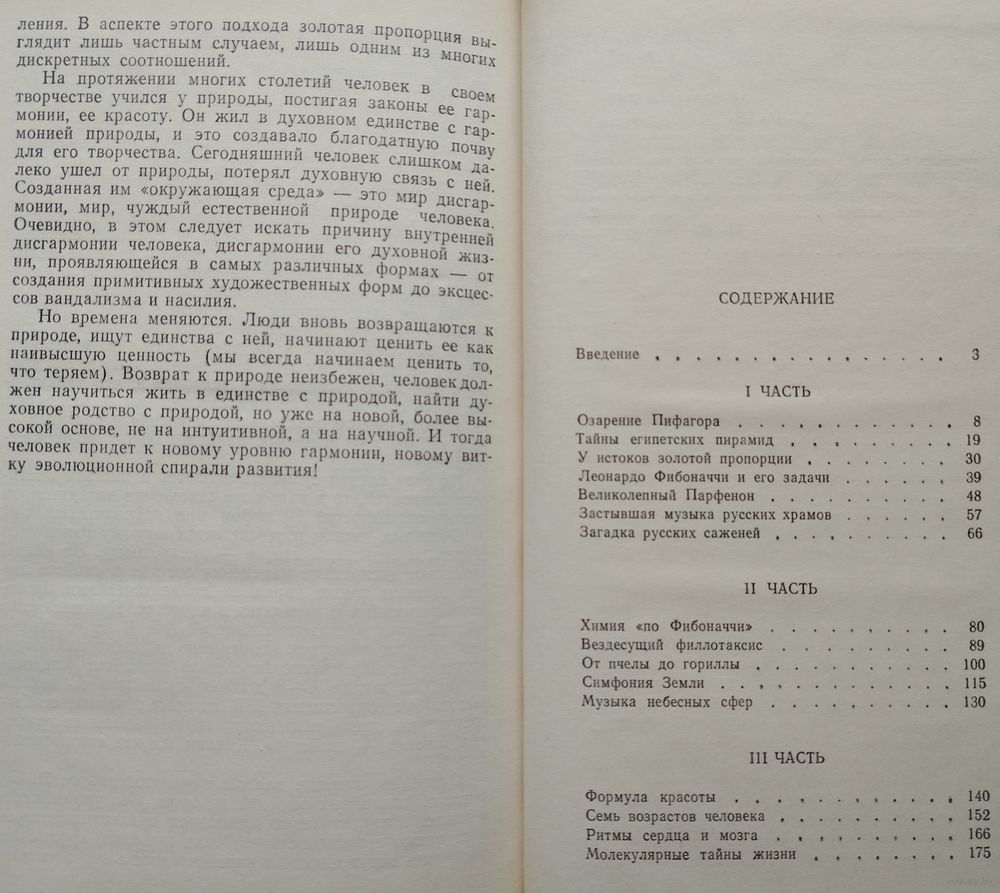 ления. В аспекте этого подхода золотая пропорция вы-
глядит лишь частным случаем, лишь одним из многих
дискретных соотношений.
На протяжении многих столетий человек в своем
творчестве учился у природы, постигая законы ее гар-
монии, ее красоту. Он жил в духовном единстве с гар-
монией природы, и это создавало благодатную почву
для его творчества. Сегодняшний человек слишком да-
леко ушел от природы, потерял духовную связь с ней.
Созданная им «окружающая среда» — это мир дисгар-
монии, мир, чуждый естественной природе человека.
Очевидно, в этом следует искать причину внутренней
дисгармонии человека, дисгармонии его духовной жиз-
ни, проявляющейся в самых различных формах — от
создания примитивных художественных форм до эксцес-
сов вандализма и насилия.
Но времена меняются. Люди вновь возвращаются к
природе, ищут единства с ней, начинают ценить ее как
наивысшую ценность (мы всегда начинаем ценить то,
что теряем). Возврат к природе неизбежен, человек дол-
жен научиться жить в единстве с природой, найти ду-
ховное родство с природой, но уже на новой, более вы-
сокой основе, не на интуитивной, а на научной. И тогда
человек придет к новому уровню гармонии, новому вит-
ку эволюционной спирали развития!
СОДЕРЖАНИЕ
Введение . . . . . . . . . . . . . . . 3
I ЧАСТЬ
Озарение Пифагора . . . . . . . . . . . 8
Тайны египетских пирамид . . . . . . . . . 19
У истоков золотой пропорции . . . . . . . . 30
Леонардо Фибоначчи и его задачи . . . . . . 39
Великолепный Парфенон . . . . . . . . . . 48
Застывшая музыка русских храмов . . . . . . 57
Загадка русских саженей . . . . . . . . . . 66
II ЧАСТЬ
Химия «по Фибоначчи» . . . . . . . . . . 80
Вездесущий филлотаксис . . . . . . . . . 89
От пчелы до гориллы . . . . . . . . . . . 100
Симфония Земли . . . . . . . . . . . . 115
Музыка небесных сфер . . . . . . . . . . 130
III ЧАСТЬ
Формула красоты . . . . . . . . . . . . 140
Семь возрастов человека . . . . . . . . . 152
Ритмы сердца и мозга . . . . . . . . . . 166
Молекулярные тайны жизни . . . . . . . . 175